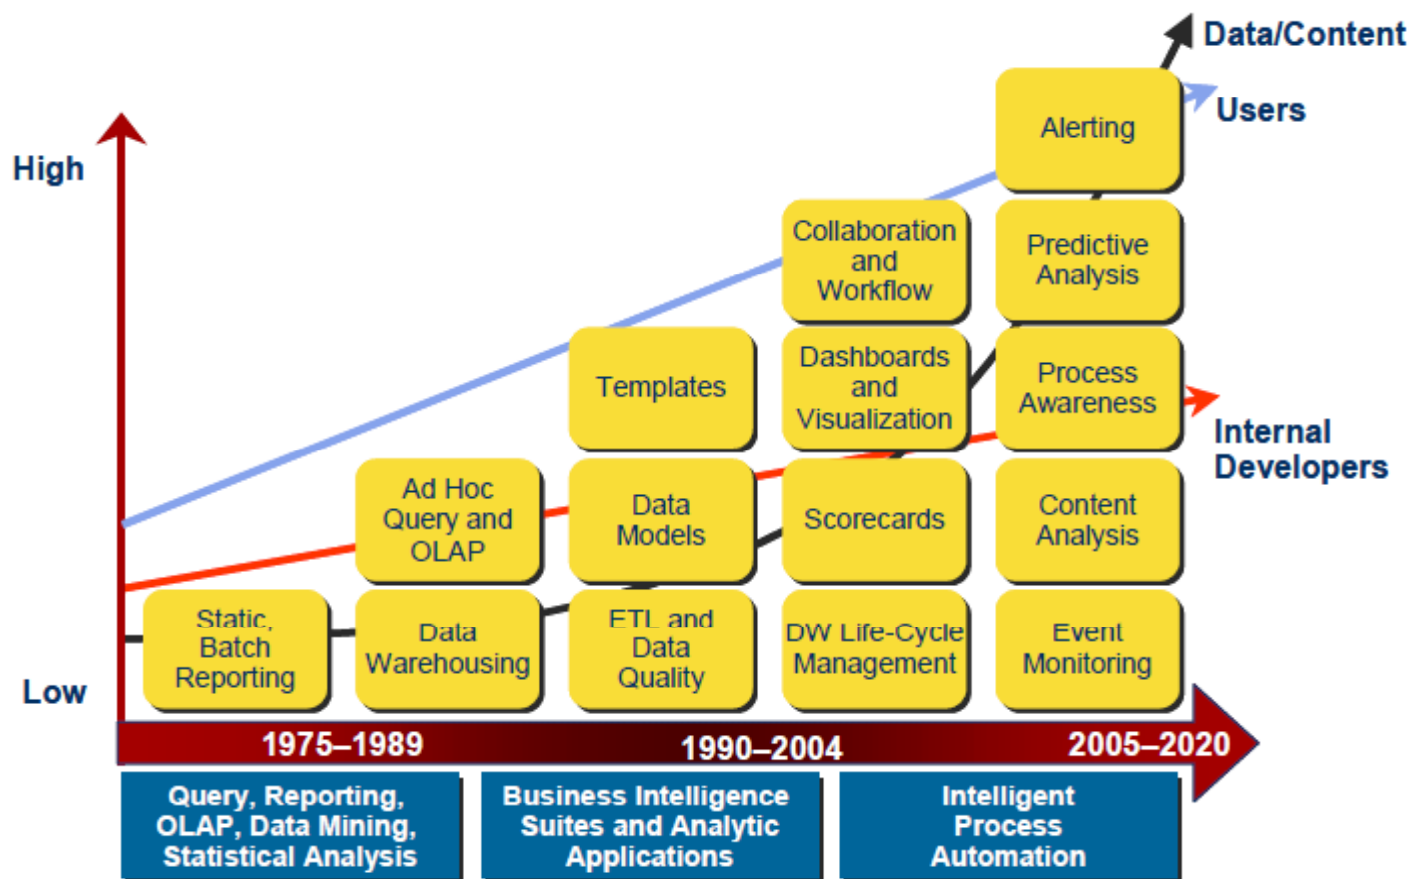 Data/Content
Users
Alerting
High
Collaboration
and
Workflow
Predictive
Analysis
Templates
Dashboards
and
Visualization
Process
Awareness
Internal
Developers
Ad Hoc
Query and
OLAP
Data
Models
Scorecards
Content
Analysis
Static,
Batch
Reporting
Data
Warehousing
ETL and
Data
Quality
DW Life-Cycle
Management
Event
Monitoring
Low
1975–1989
1990–2004
2005–2020
Query, Reporting,
OLAP, Data Mining,
Statistical Analysis
Business Intelligence
Suites and Analytic
Applications
Intelligent
Process
Automation